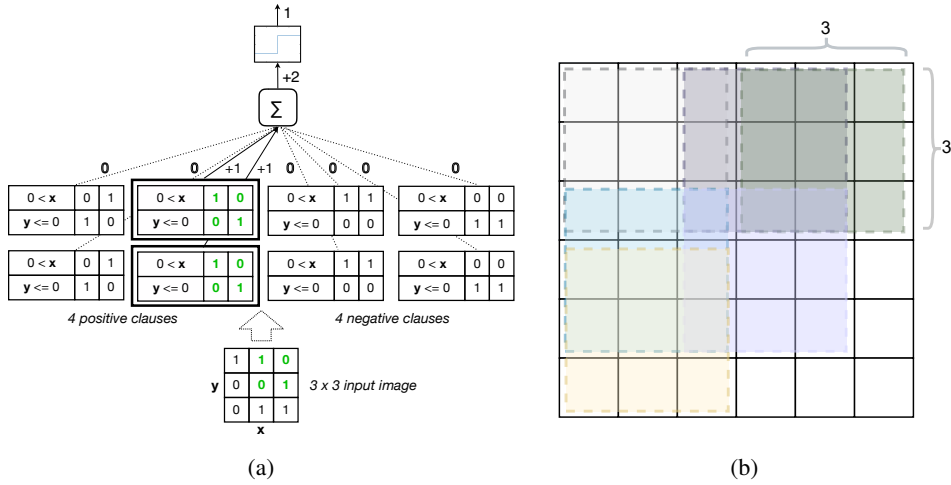 1
3
+2
Σ
3
0 0 +1 +1 0 0 0 0
0 < x 0 1 0 < x 1 0 0 < x 1 1 0 < x 0 0
y <= 0 1 0 y <= 0 0 1 y <= 0 0 0 y <= 0 1 1
0 < x 0 1 0 < x 1 0 0 < x 1 1 0 < x 0 0
y <= 0 1 0 y <= 0 0 1 y <= 0 0 0 y <= 0 1 1
4 positive clauses 4 negative clauses
1 1 0
y 0 0 1 3 x 3 input image
0 1 1
x
(a) (b)